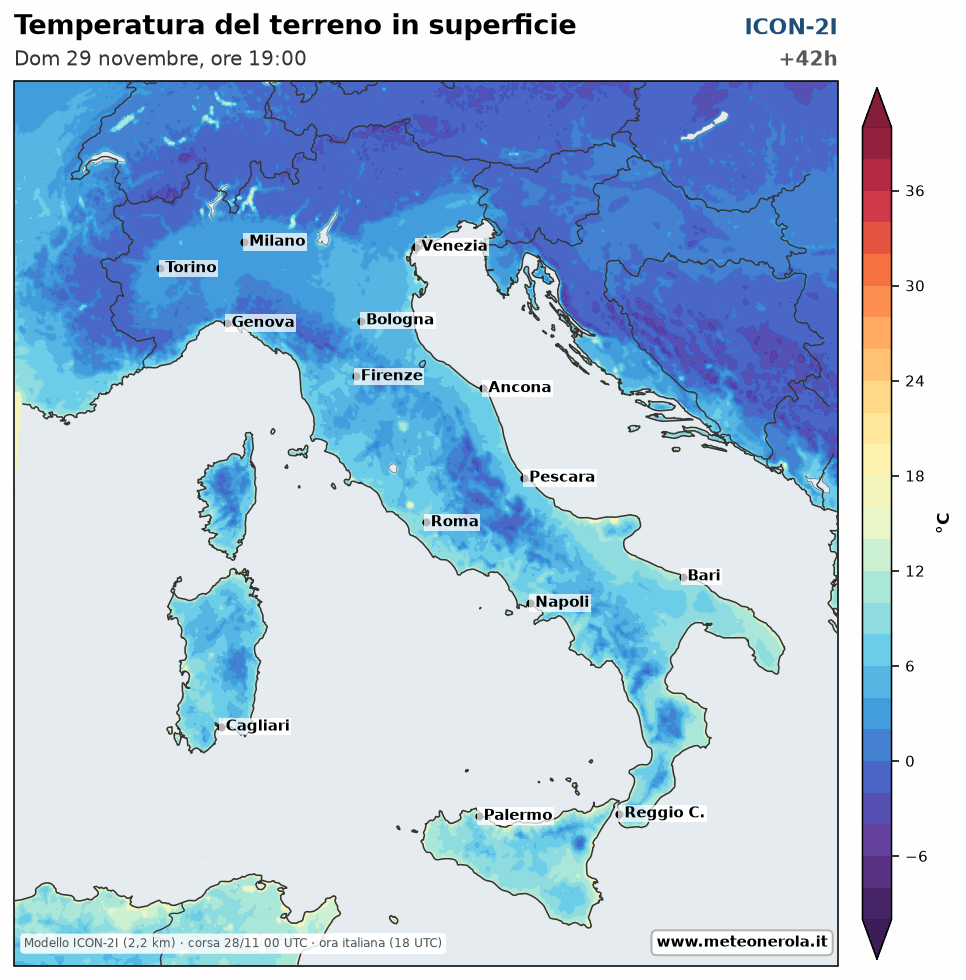 Temperatura del terreno in superficie
ICON-2I
Dom 29 novembre, ore 19:00
+42h
Milano
Venezia
Torino
Genova
Bologna
Firenze
Ancona
Pescara
Roma
Bari
Napoli
Cagliari
Palermo
Reggio C.
36
30
24
18
12
6
0
−6
°C
Modello ICON-2I (2,2 km) · corsa 28/11 00 UTC · ora italiana (18 UTC)
www.meteonerola.it